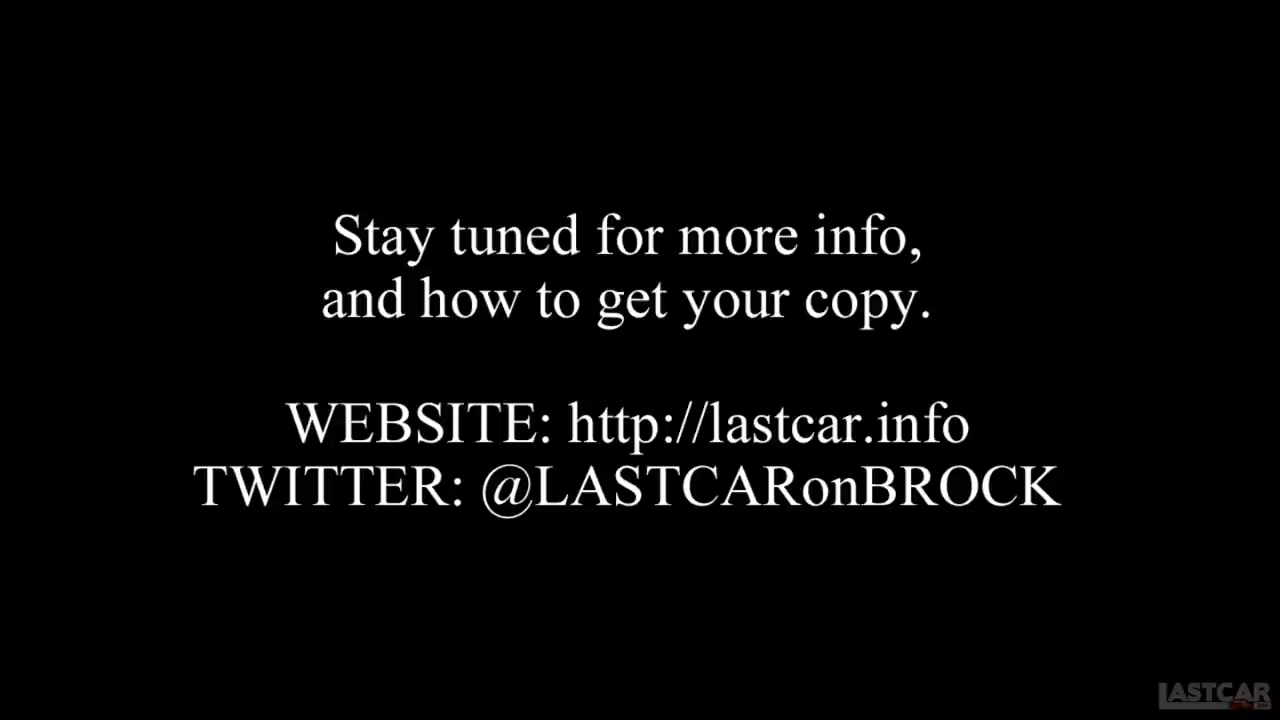 Stay tuned for more info,
and how to get your copy.
WEBSITE: http://lastcar.info
TWITTER: @LASTCARonBROCK
LASTCAR